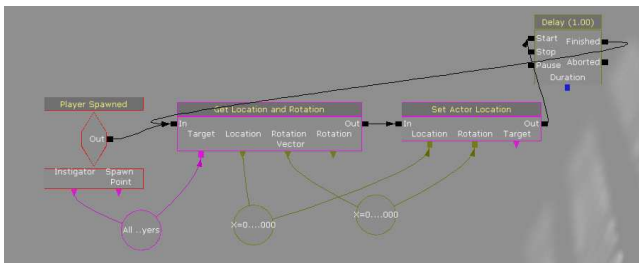 Delay (1.00)
Start Finished
Stop
Pause Aborted
Duration
Player Spawned
Out
Instigator Spawn
Point
Get Location and Rotation
In Out
Target Location Rotation Rotation
Vector
Set Actor Location
In Out
Location Rotation Target
All ..yers
X=0....000
X=0....000